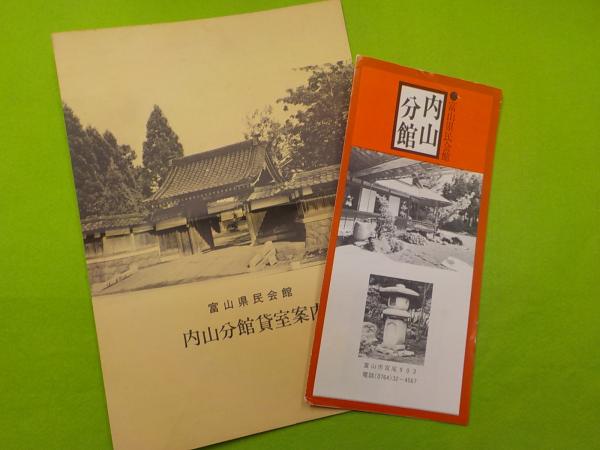 富山県民会館
内山分館貸室案内
富山県民会館
内山
分館
富山市宮尾903
電話(0764)32-4567